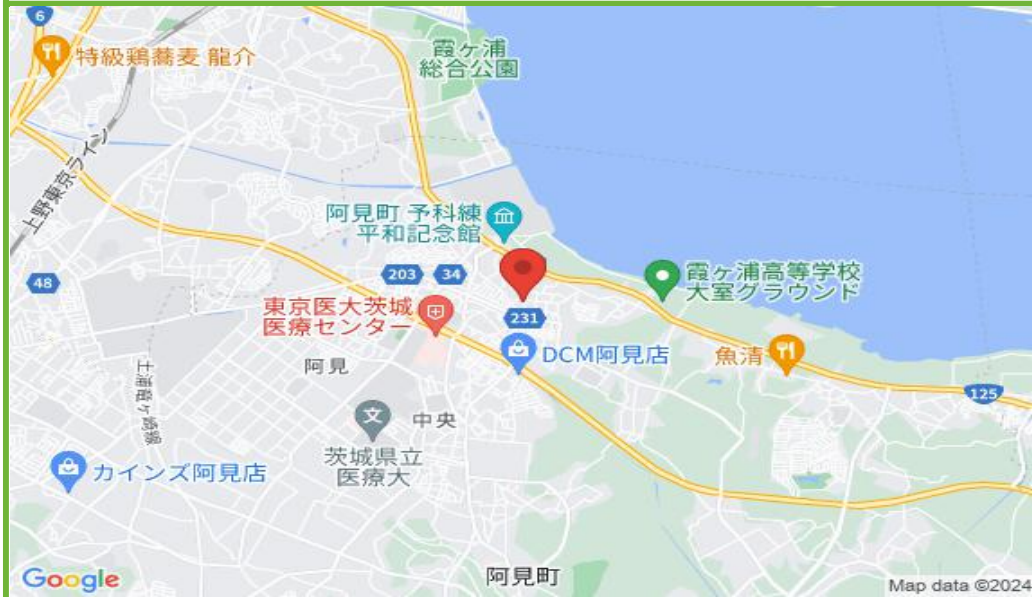 6
特級鶏蕎麦 龍介
霞ヶ浦
総合公園
上野東京ライン
阿見町 予科練
平和記念館
48
203
34
霞ヶ浦高等学校
大室グラウンド
東京医大茨城
医療センター
231
DCM阿見店
魚清
阿見
125
土浦竜ヶ崎線
中央
茨城県立
医療大
カインズ阿見店
阿見町
Google
Map data ©2024